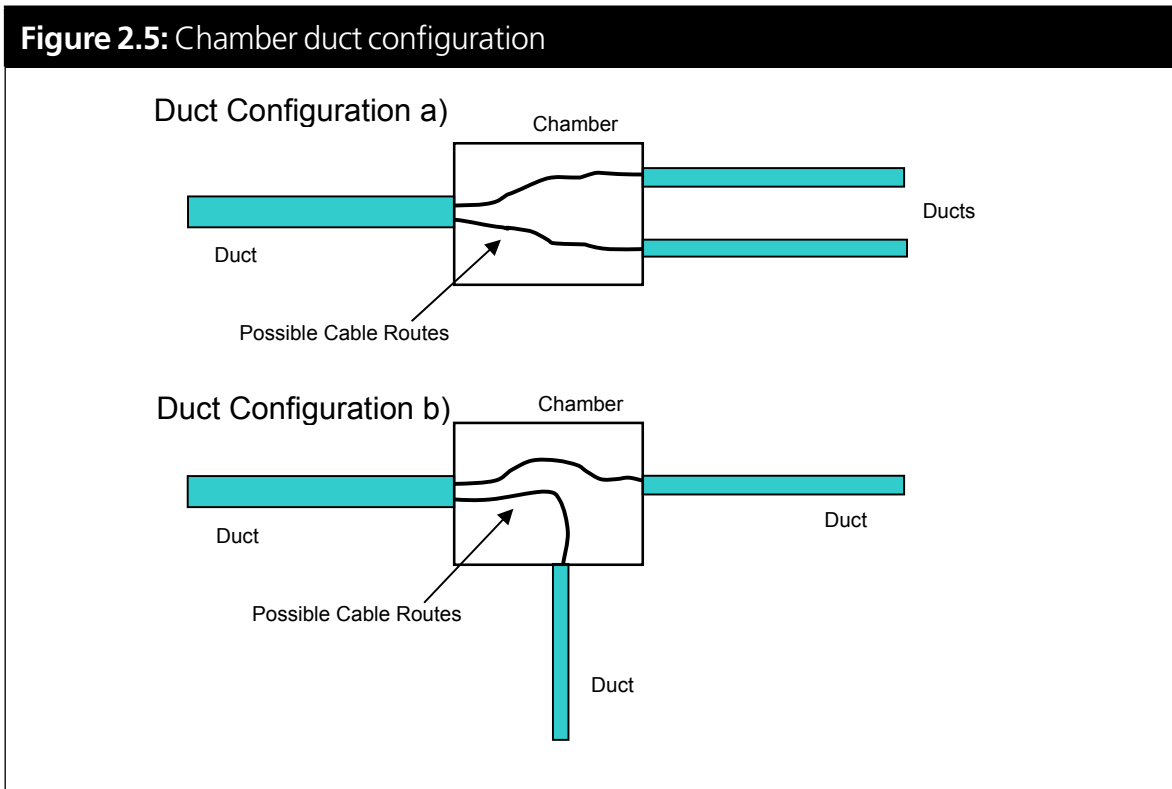 Figure 2.5: Chamber duct configuration
Duct Configuration a)
Chamber
Ducts
Duct
Possible Cable Routes
Duct Configuration b)
Chamber
Duct
Duct
Possible Cable Routes
Duct